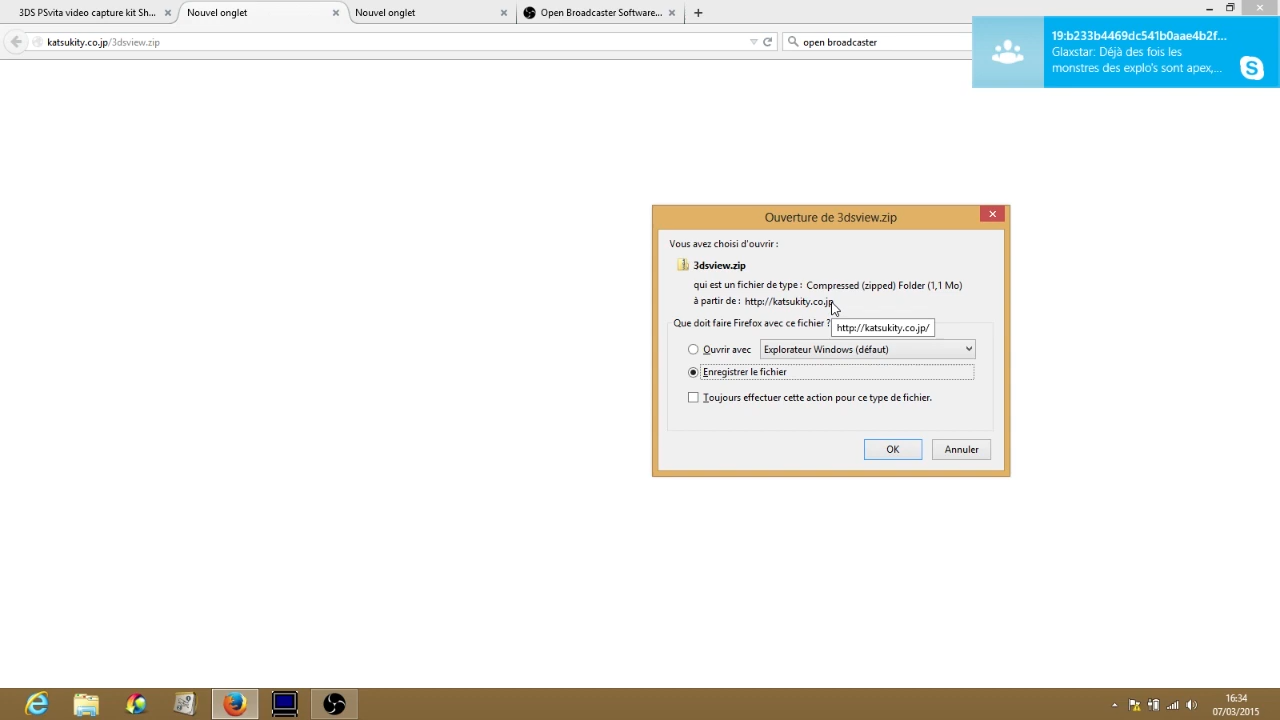 3DS PSvita video capture kit Sh...
Nouvel onglet
Nouvel onglet
Open Broadcaster Software...
katsukity.co.jp/3dsview.zip
open broadcaster
19:b233b4469dc541b0aae4b2f...
Glaxstar: Déjà des fois les
monstres des explo's sont apex,...
Ouverture de 3dsview.zip
Vous avez choisi d'ouvrir :
3dsview.zip
qui est un fichier de type : Compressed (zipped) Folder (1,1 Mo)
à partir de : http://katsukity.co.jp
Que doit faire Firefox avec ce fichier ?
http://katsukity.co.jp/
Ouvrir avec
Explorateur Windows (défaut)
Enregistrer le fichier
Toujours effectuer cette action pour ce type de fichier.
OK
Annuler
16:34
07/03/2015